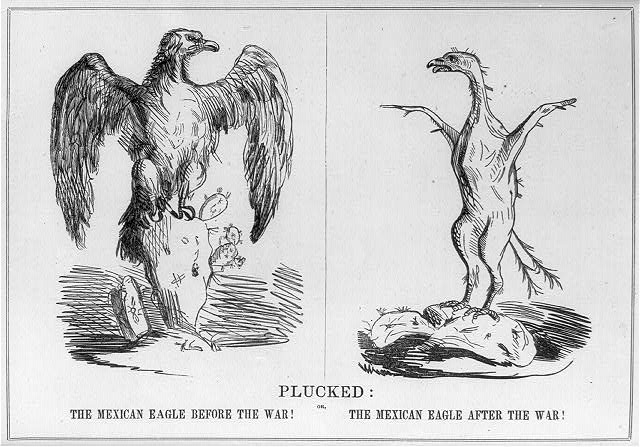 PLUCKED:
OR,
THE MEXICAN EAGLE BEFORE THE WAR!
THE MEXICAN EAGLE AFTER THE WAR!